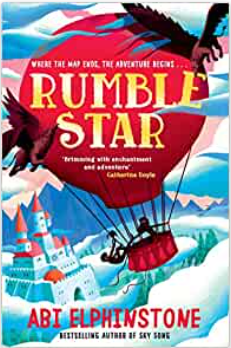 WHERE THE MAP ENDS, THE ADVENTURE BEGINS . . .
RUMBLE
STAR
'Brimming with enchantment
and adventure'
Catherine Doyle
ABI ELPHINSTONE
BESTSELLING AUTHOR OF SKY SONG